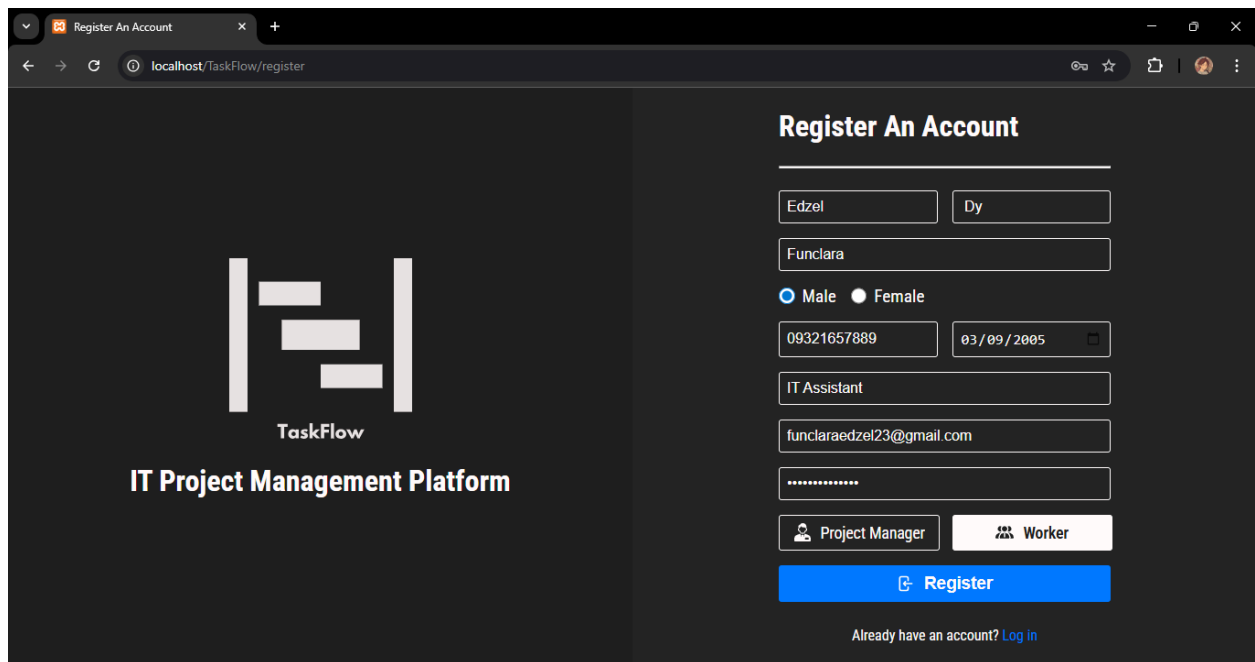 Register An Account
localhost/TaskFlow/register
TaskFlow
IT Project Management Platform
Register An Account
Edzel Dy
Funclara
Male Female
09321657889 03/09/2005
IT Assistant
funclaraedzel23@gmail.com
••••••••••••••
Project Manager Worker
Register
Already have an account? Log in